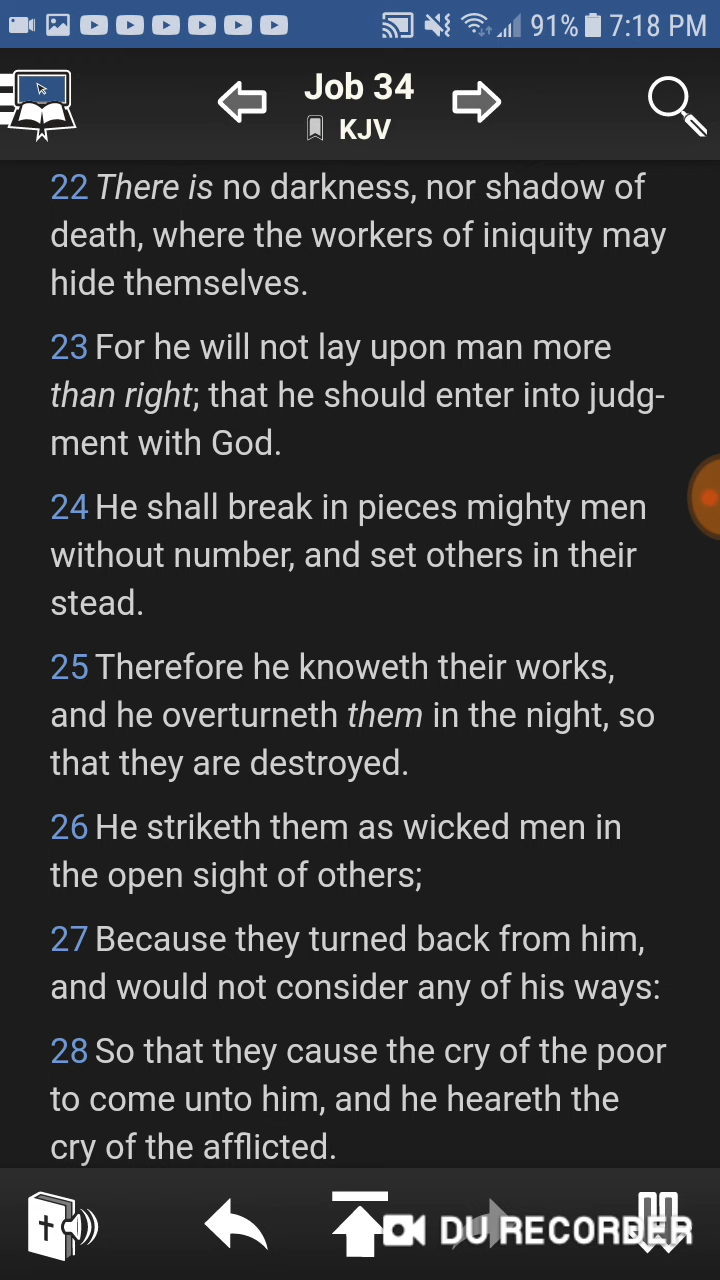 91% 7:18 PM
Job 34
KJV
22 There is no darkness, nor shadow of
death, where the workers of iniquity may
hide themselves.
23 For he will not lay upon man more
than right; that he should enter into judg-
ment with God.
24 He shall break in pieces mighty men
without number, and set others in their
stead.
25 Therefore he knoweth their works,
and he overturneth them in the night, so
that they are destroyed.
26 He striketh them as wicked men in
the open sight of others;
27 Because they turned back from him,
and would not consider any of his ways:
28 So that they cause the cry of the poor
to come unto him, and he heareth the
cry of the afflicted.
DU RECORDER